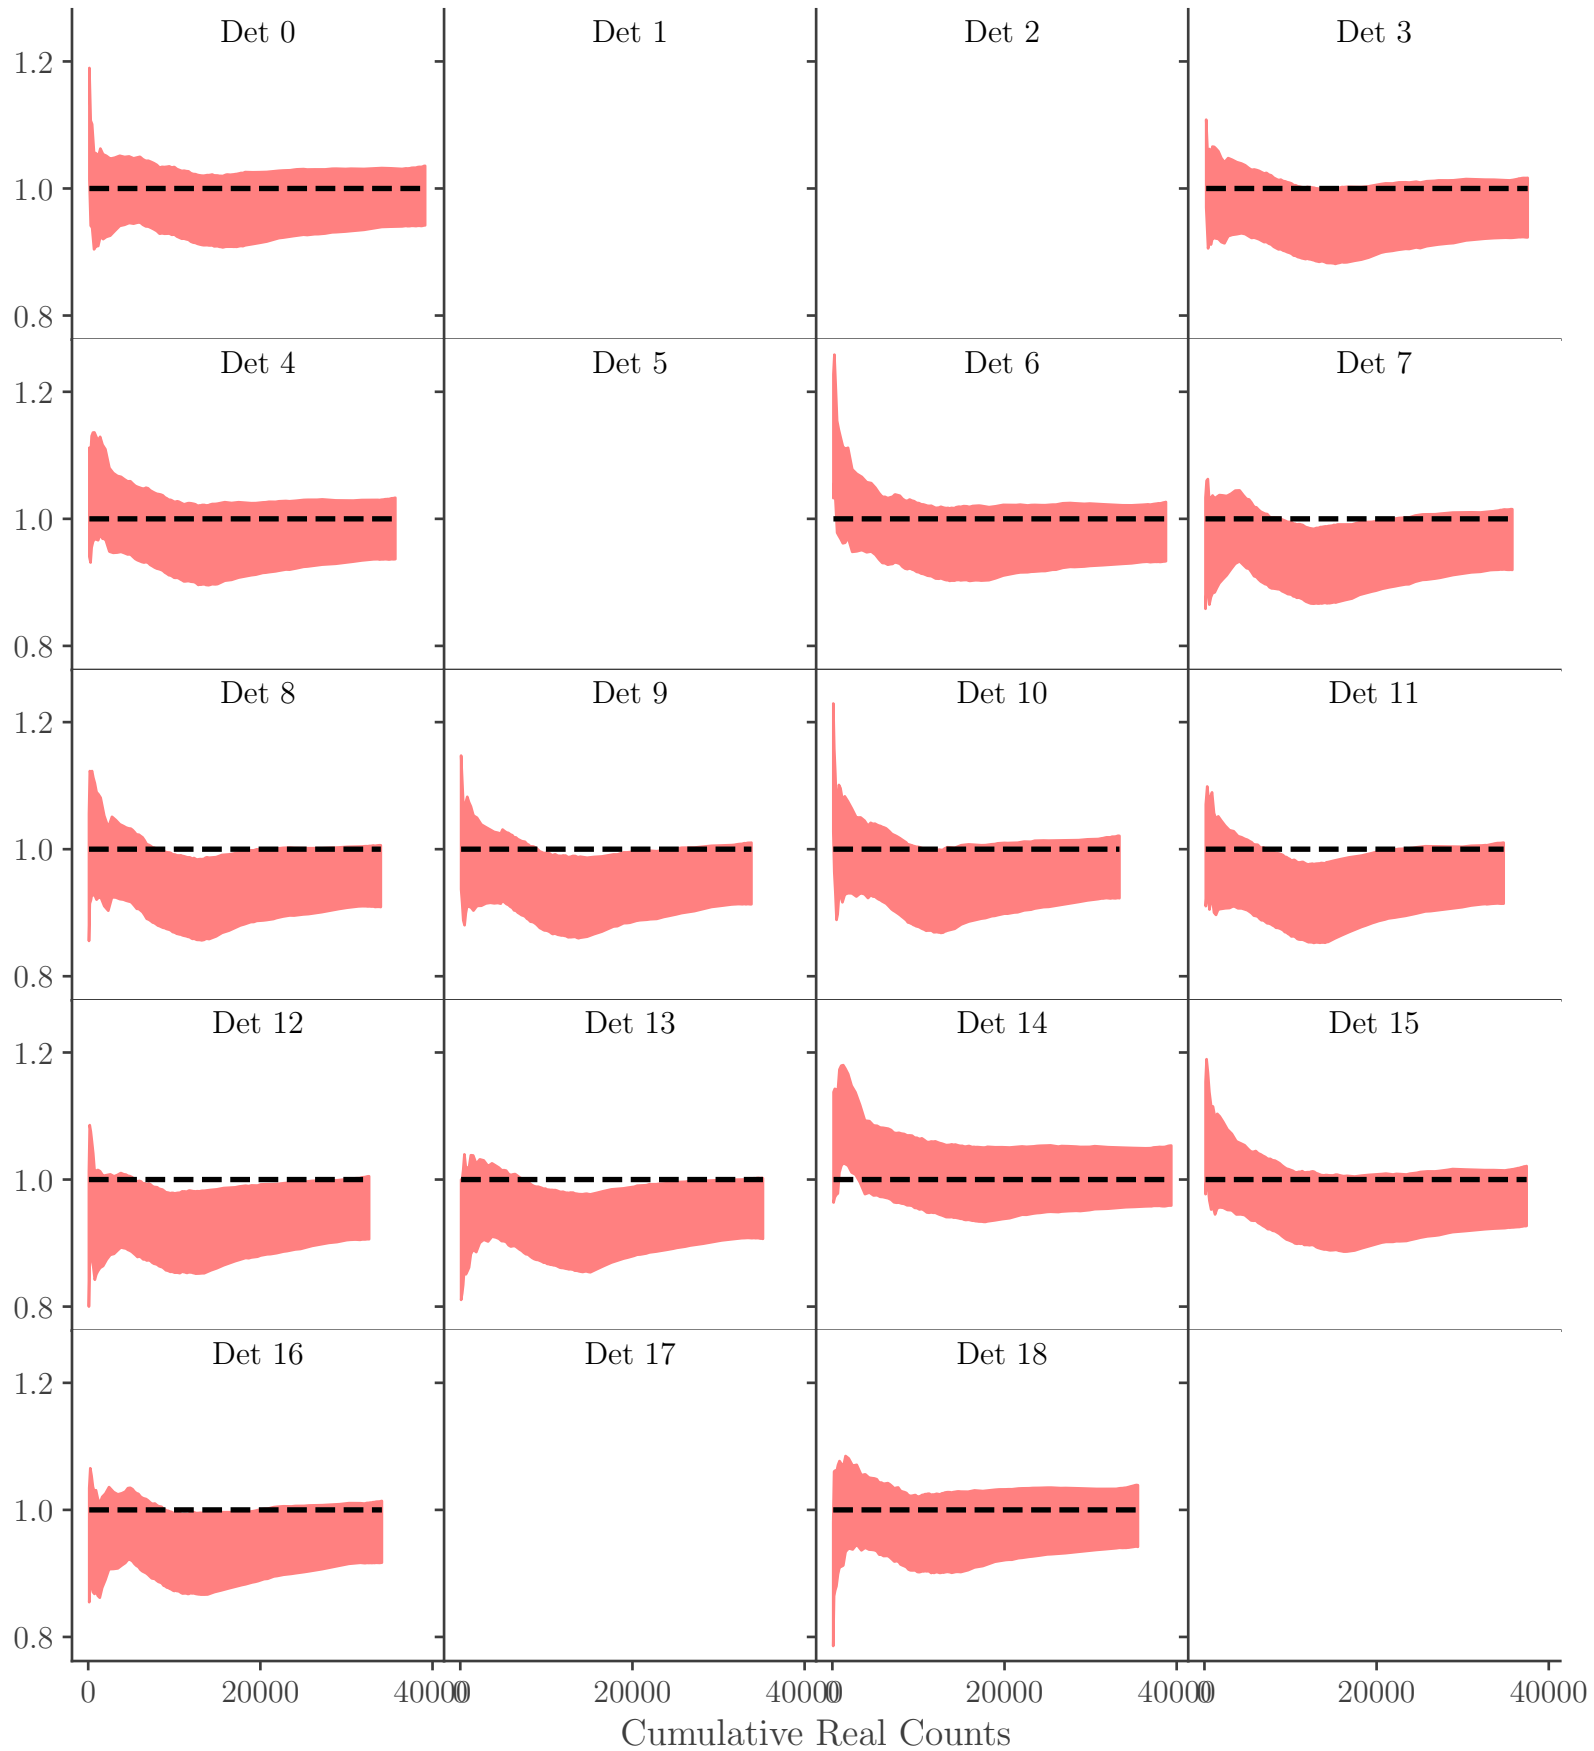 Det 0 Det 1 Det 2 Det 3
1.2
1.0
0.8
Det 4 Det 5 Det 6 Det 7
1.2
1.0
0.8
Det 8 Det 9 Det 10 Det 11
1.2
1.0
0.8
Det 12 Det 13 Det 14 Det 15
1.2
1.0
0.8
Det 16 Det 17 Det 18
1.2
1.0
0.8
0 20000 40000 0 20000 40000 0 20000 40000 0 20000 40000
Cumulative Real Counts